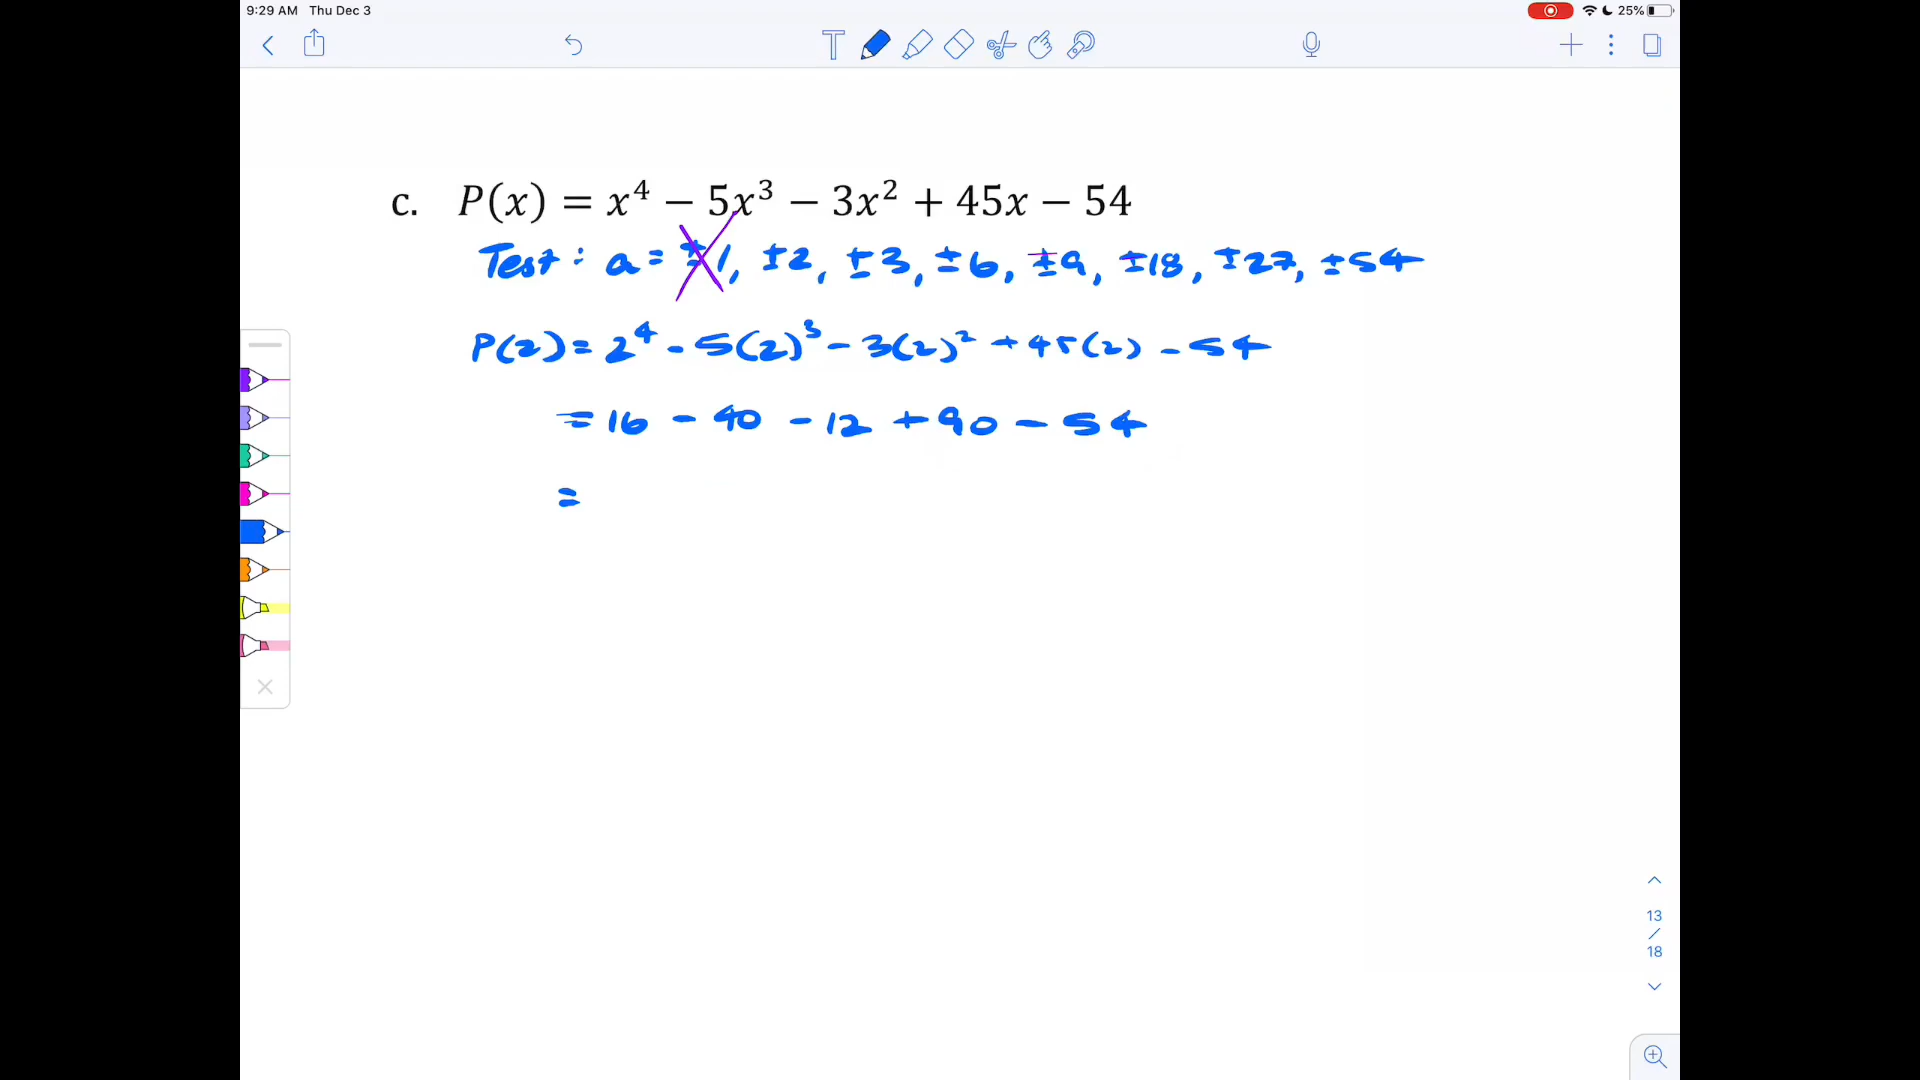 9:29 AM Thu Dec 3 25%
c. P(x) = x⁴ − 5x³ − 3x² + 45x − 54
Test: a = ±1, ±2, ±3, ±6, ±9, ±18, ±27, ±54
P(2) = 2⁴ - 5(2)³ - 3(2)² + 45(2) - 54
= 16 - 40 - 12 + 90 - 54
=
13
/
18